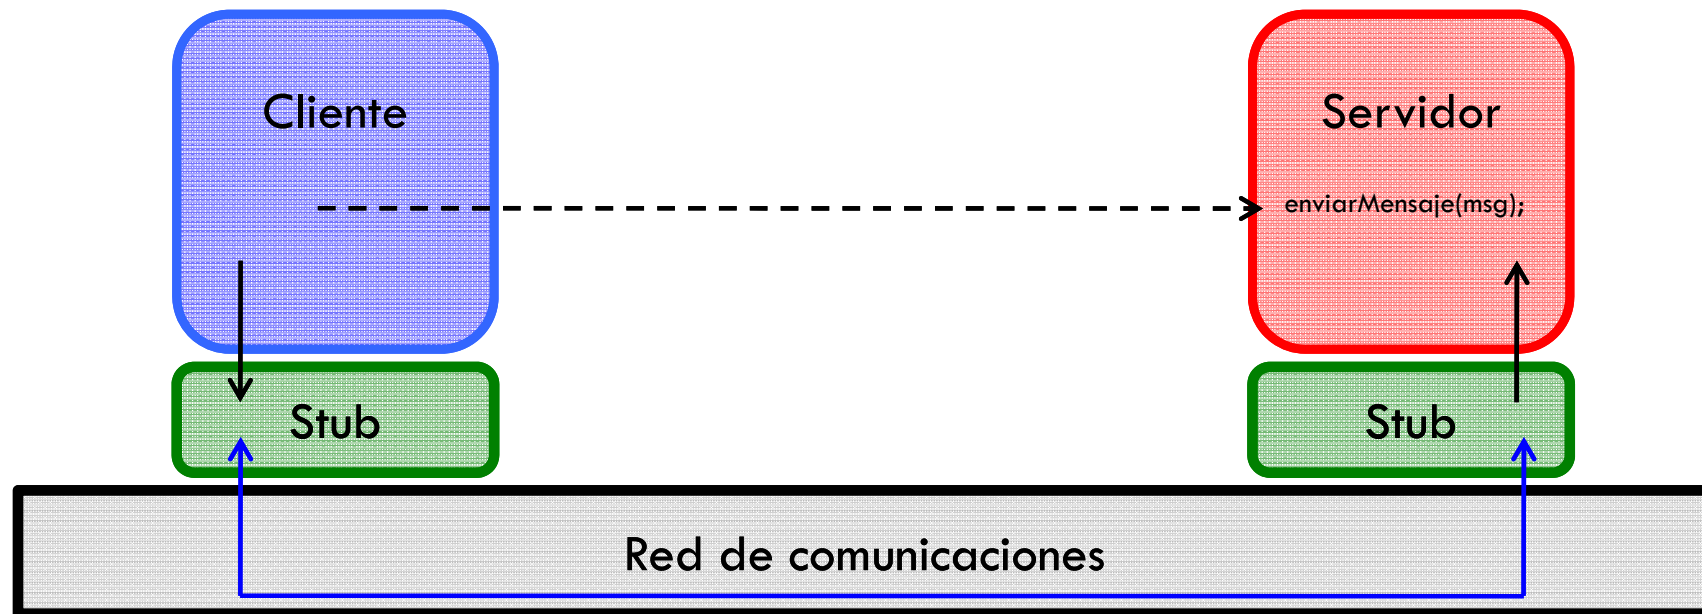 Cliente
Servidor
enviarMensaje(msg);
Stub
Stub
Red de comunicaciones